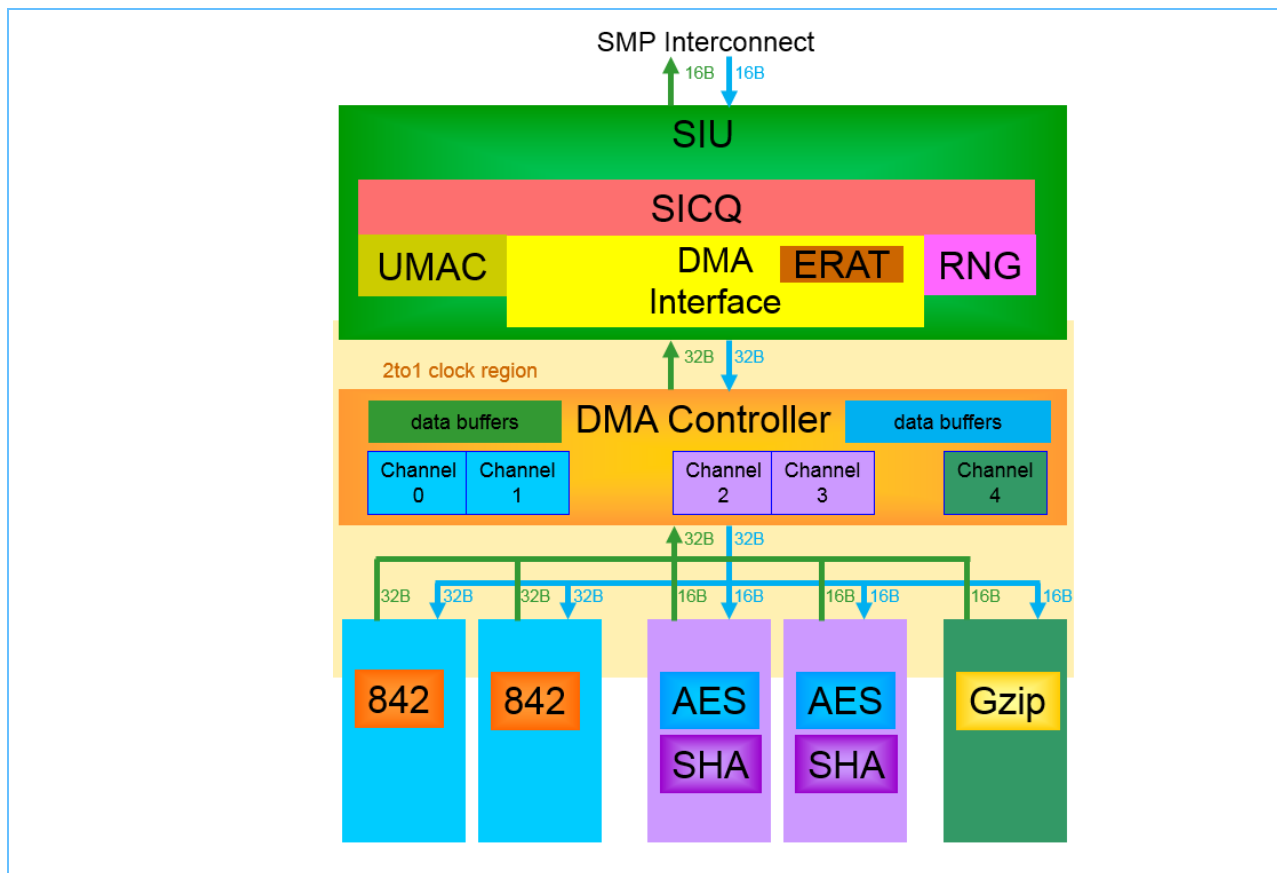 SMP Interconnect
16B 16B
SIU
SICQ
UMAC
DMA
Interface
ERAT
RNG
32B 32B
2to1 clock region
data buffers
DMA Controller
data buffers
Channel
0
Channel
1
Channel
2
Channel
3
Channel
4
32B 32B
32B 32B 32B 32B 16B 16B 16B 16B 16B 16B
842
842
AES
AES
Gzip
SHA
SHA